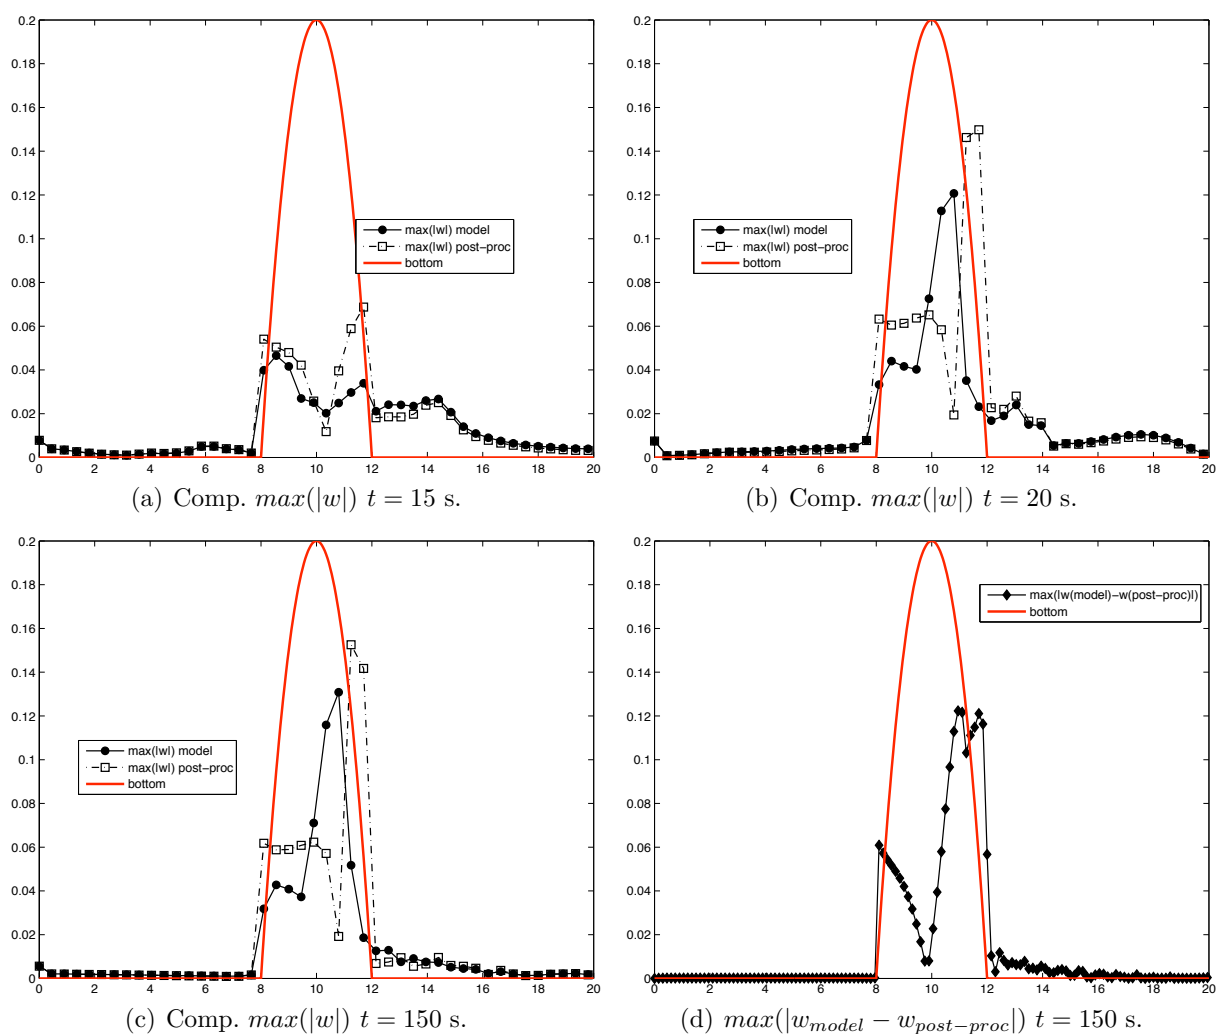 0.2
0.18
0.16
0.14
0.12
0.1
0.08
0.06
0.04
0.02
0
max(|w|) model
max(|w|) post-proc
bottom
0 2 4 6 8 10 12 14 16 18 20
(a) Comp. max(|w|) t = 15 s.
0.2
0.18
0.16
0.14
0.12
0.1
0.08
0.06
0.04
0.02
0
max(|w|) model
max(|w|) post-proc
bottom
0 2 4 6 8 10 12 14 16 18 20
(b) Comp. max(|w|) t = 20 s.
0.2
0.18
0.16
0.14
0.12
0.1
0.08
0.06
0.04
0.02
0
max(|w|) model
max(|w|) post-proc
bottom
0 2 4 6 8 10 12 14 16 18 20
(c) Comp. max(|w|) t = 150 s.
0.2
0.18
0.16
0.14
0.12
0.1
0.08
0.06
0.04
0.02
0
max(|w(model)-w(post-proc)|)
bottom
0 2 4 6 8 10 12 14 16 18 20
(d) max(|w_model − w_post−proc|) t = 150 s.